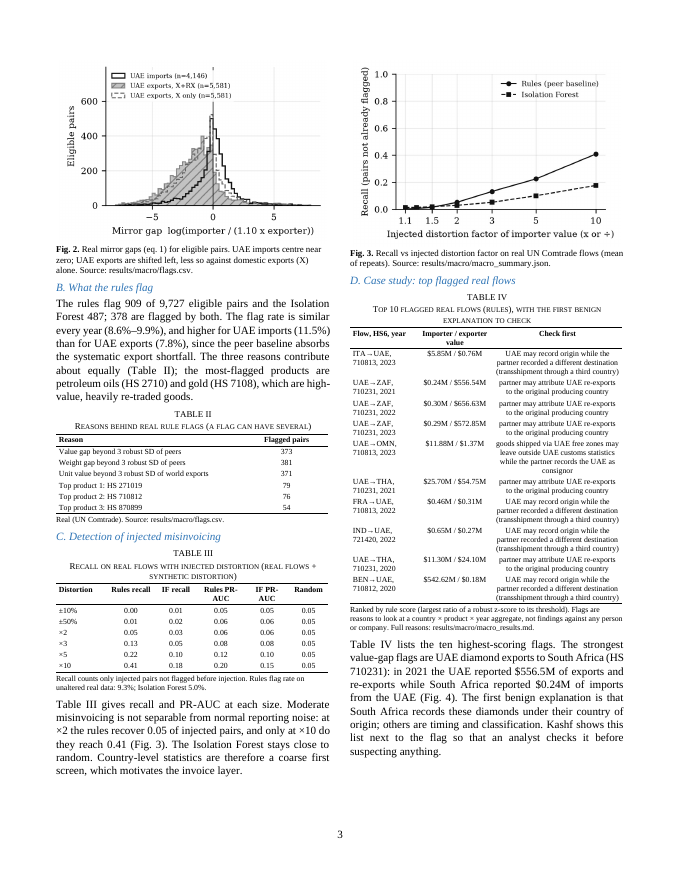 UAE imports (n=4,146)
UAE exports, X+RX (n=5,581)
UAE exports, X only (n=5,581)
600
400
200
0
Eligible pairs
−5
0
5
Mirror gap log(importer / (1.10 x exporter))
Fig. 2. Real mirror gaps (eq. 1) for eligible pairs. UAE imports centre near
zero; UAE exports are shifted left, less so against domestic exports (X)
alone. Source: results/macro/flags.csv.
B. What the rules flag
The rules flag 909 of 9,727 eligible pairs and the Isolation
Forest 487; 378 are flagged by both. The flag rate is similar
every year (8.6%–9.9%), and higher for UAE imports (11.5%)
than for UAE exports (7.8%), since the peer baseline absorbs
the systematic export shortfall. The three reasons contribute
about equally (Table II); the most-flagged products are
petroleum oils (HS 2710) and gold (HS 7108), which are high-
value, heavily re-traded goods.
TABLE II
REASONS BEHIND REAL RULE FLAGS (A FLAG CAN HAVE SEVERAL)
Reason Flagged pairs
Value gap beyond 3 robust SD of peers 373
Weight gap beyond 3 robust SD of peers 381
Unit value beyond 3 robust SD of world exports 371
Top product 1: HS 271019 79
Top product 2: HS 710812 76
Top product 3: HS 870899 54
Real (UN Comtrade). Source: results/macro/flags.csv.
C. Detection of injected misinvoicing
TABLE III
RECALL ON REAL FLOWS WITH INJECTED DISTORTION (REAL FLOWS +
SYNTHETIC DISTORTION)
Distortion Rules recall IF recall Rules PR- IF PR- Random
AUC AUC
±10% 0.00 0.01 0.05 0.05 0.05
±50% 0.01 0.02 0.06 0.06 0.05
×2 0.05 0.03 0.06 0.06 0.05
×3 0.13 0.05 0.08 0.08 0.05
×5 0.22 0.10 0.12 0.10 0.05
×10 0.41 0.18 0.20 0.15 0.05
Recall counts only injected pairs not flagged before injection. Rules flag rate on
unaltered real data: 9.3%; Isolation Forest 5.0%.
Table III gives recall and PR-AUC at each size. Moderate
misinvoicing is not separable from normal reporting noise: at
×2 the rules recover 0.05 of injected pairs, and only at ×10 do
they reach 0.41 (Fig. 3). The Isolation Forest stays close to
random. Country-level statistics are therefore a coarse first
screen, which motivates the invoice layer.
Rules (peer baseline)
Isolation Forest
1.0
0.8
0.6
0.4
0.2
0.0
Recall (pairs not already flagged)
1.1 1.5 2 3 5 10
Injected distortion factor of importer value (x or ÷)
Fig. 3. Recall vs injected distortion factor on real UN Comtrade flows (mean
of repeats). Source: results/macro/macro_summary.json.
D. Case study: top flagged real flows
TABLE IV
TOP 10 FLAGGED REAL FLOWS (RULES), WITH THE FIRST BENIGN
EXPLANATION TO CHECK
Flow, HS6, year Importer / exporter Check first
value
ITA→UAE, $5.85M / $0.76M UAE may record origin while the
710813, 2023 partner recorded a different destination
(transshipment through a third country)
UAE→ZAF, $0.24M / $556.54M partner may attribute UAE re-exports
710231, 2021 to the original producing country
UAE→ZAF, $0.30M / $656.63M partner may attribute UAE re-exports
710231, 2022 to the original producing country
UAE→ZAF, $0.29M / $572.85M partner may attribute UAE re-exports
710231, 2023 to the original producing country
UAE→OMN, $11.88M / $1.37M goods shipped via UAE free zones may
710813, 2023 leave outside UAE customs statistics
while the partner records the UAE as
consignor
UAE→THA, $25.70M / $54.75M partner may attribute UAE re-exports
710231, 2021 to the original producing country
FRA→UAE, $0.46M / $0.31M UAE may record origin while the
710813, 2022 partner recorded a different destination
(transshipment through a third country)
IND→UAE, $0.65M / $0.27M UAE may record origin while the
721420, 2022 partner recorded a different destination
(transshipment through a third country)
UAE→THA, $11.30M / $24.10M partner may attribute UAE re-exports
710231, 2020 to the original producing country
BEN→UAE, $542.62M / $0.18M UAE may record origin while the
710812, 2020 partner recorded a different destination
(transshipment through a third country)
Ranked by rule score (largest ratio of a robust z-score to its threshold). Flags are
reasons to look at a country × product × year aggregate, not findings against any person
or company. Full reasons: results/macro/macro_results.md.
Table IV lists the ten highest-scoring flags. The strongest
value-gap flags are UAE diamond exports to South Africa (HS
710231): in 2021 the UAE reported $556.5M of exports and
re-exports while South Africa reported $0.24M of imports
from the UAE (Fig. 4). The first benign explanation is that
South Africa records these diamonds under their country of
origin; others are timing and classification. Kashf shows this
list next to the flag so that an analyst checks it before
suspecting anything.
3